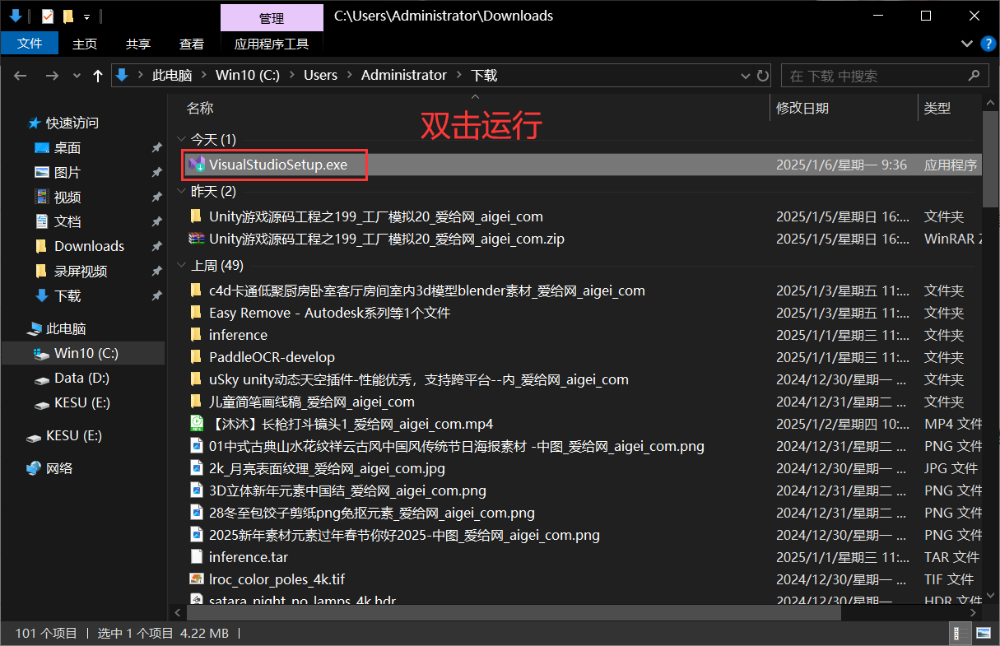 管理
C:\Users\Administrator\Downloads
文件
主页
共享
查看
应用程序工具
此电脑 > Win10 (C:) > Users > Administrator > 下载
在 下载 中搜索
名称
修改日期
类型
双击运行
快速访问
桌面
图片
视频
文档
Downloads
录屏视频
下载
此电脑
Win10 (C:)
Data (D:)
KESU (E:)
KESU (E:)
网络
今天 (1)
VisualStudioSetup.exe 2025/1/6/星期一 9:36 应用程序
昨天 (2)
Unity游戏源码工程之199_工厂模拟20_爱给网_aigei_com 2025/1/5/星期日 16:... 文件夹
Unity游戏源码工程之199_工厂模拟20_爱给网_aigei_com.zip 2025/1/5/星期日 16:... WinRAR Z
上周 (49)
c4d卡通低聚厨房卧室客厅房间室内3d模型blender素材_爱给网_aigei_com 2025/1/3/星期五 11:... 文件夹
Easy Remove - Autodesk系列等1个文件 2025/1/3/星期五 11:... 文件夹
inference 2025/1/1/星期三 11:... 文件夹
PaddleOCR-develop 2025/1/1/星期三 11:... 文件夹
uSky unity动态天空插件-性能优秀，支持跨平台--内_爱给网_aigei_com 2024/12/30/星期一 ... 文件夹
儿童简笔画线稿_爱给网_aigei_com 2024/12/31/星期二 ... 文件夹
【沐沐】长枪打斗镜头1_爱给网_aigei_com.mp4 2025/1/2/星期四 10:... MP4 文件
01中式古典山水花纹祥云古风中国风传统节日海报素材 -中图_爱给网_aigei_com.png 2024/12/31/星期二 ... PNG 文件
2k_月亮表面纹理_爱给网_aigei_com.jpg 2024/12/30/星期一 ... JPG 文件
3D立体新年元素中国结_爱给网_aigei_com.png 2024/12/31/星期二 ... PNG 文件
28冬至包饺子剪纸png免抠元素_爱给网_aigei_com.png 2024/12/31/星期二 ... PNG 文件
2025新年素材元素过年春节你好2025-中图_爱给网_aigei_com.png 2024/12/30/星期一 ... PNG 文件
inference.tar 2025/1/1/星期三 11:... TAR 文件
lroc_color_poles_4k.tif 2024/12/30/星期一 ... TIF 文件
satara_night_no_lamps_4k.hdr 2024/12/30/星期一 ... HDR 文件
101 个项目 | 选中 1 个项目 4.22 MB |